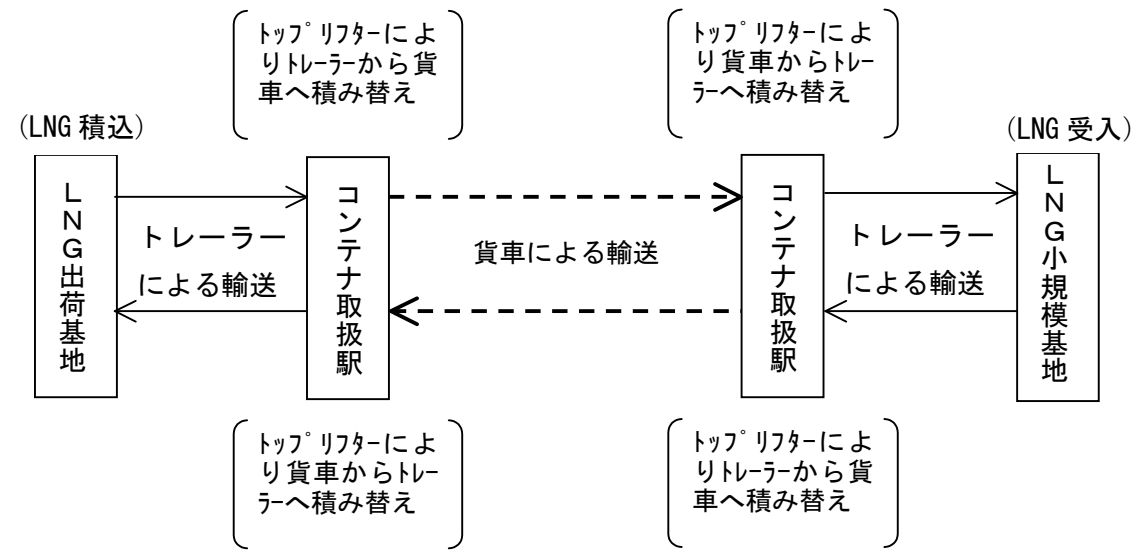 ﾄｯﾌﾟﾘﾌﾀｰによ
りﾄﾚｰﾗｰから貨
車へ積み替え
ﾄｯﾌﾟﾘﾌﾀｰによ
り貨車からﾄﾚｰ
ﾗｰへ積み替え
(LNG 積込)
(LNG 受入)
ＬＮＧ出荷基地
トレーラー
による輸送
コンテナ取扱駅
貨車による輸送
コンテナ取扱駅
トレーラー
による輸送
ＬＮＧ小規模基地
ﾄｯﾌﾟﾘﾌﾀｰによ
り貨車からﾄﾚｰ
ﾗｰへ積み替え
ﾄｯﾌﾟﾘﾌﾀｰによ
りﾄﾚｰﾗｰから貨
車へ積み替え